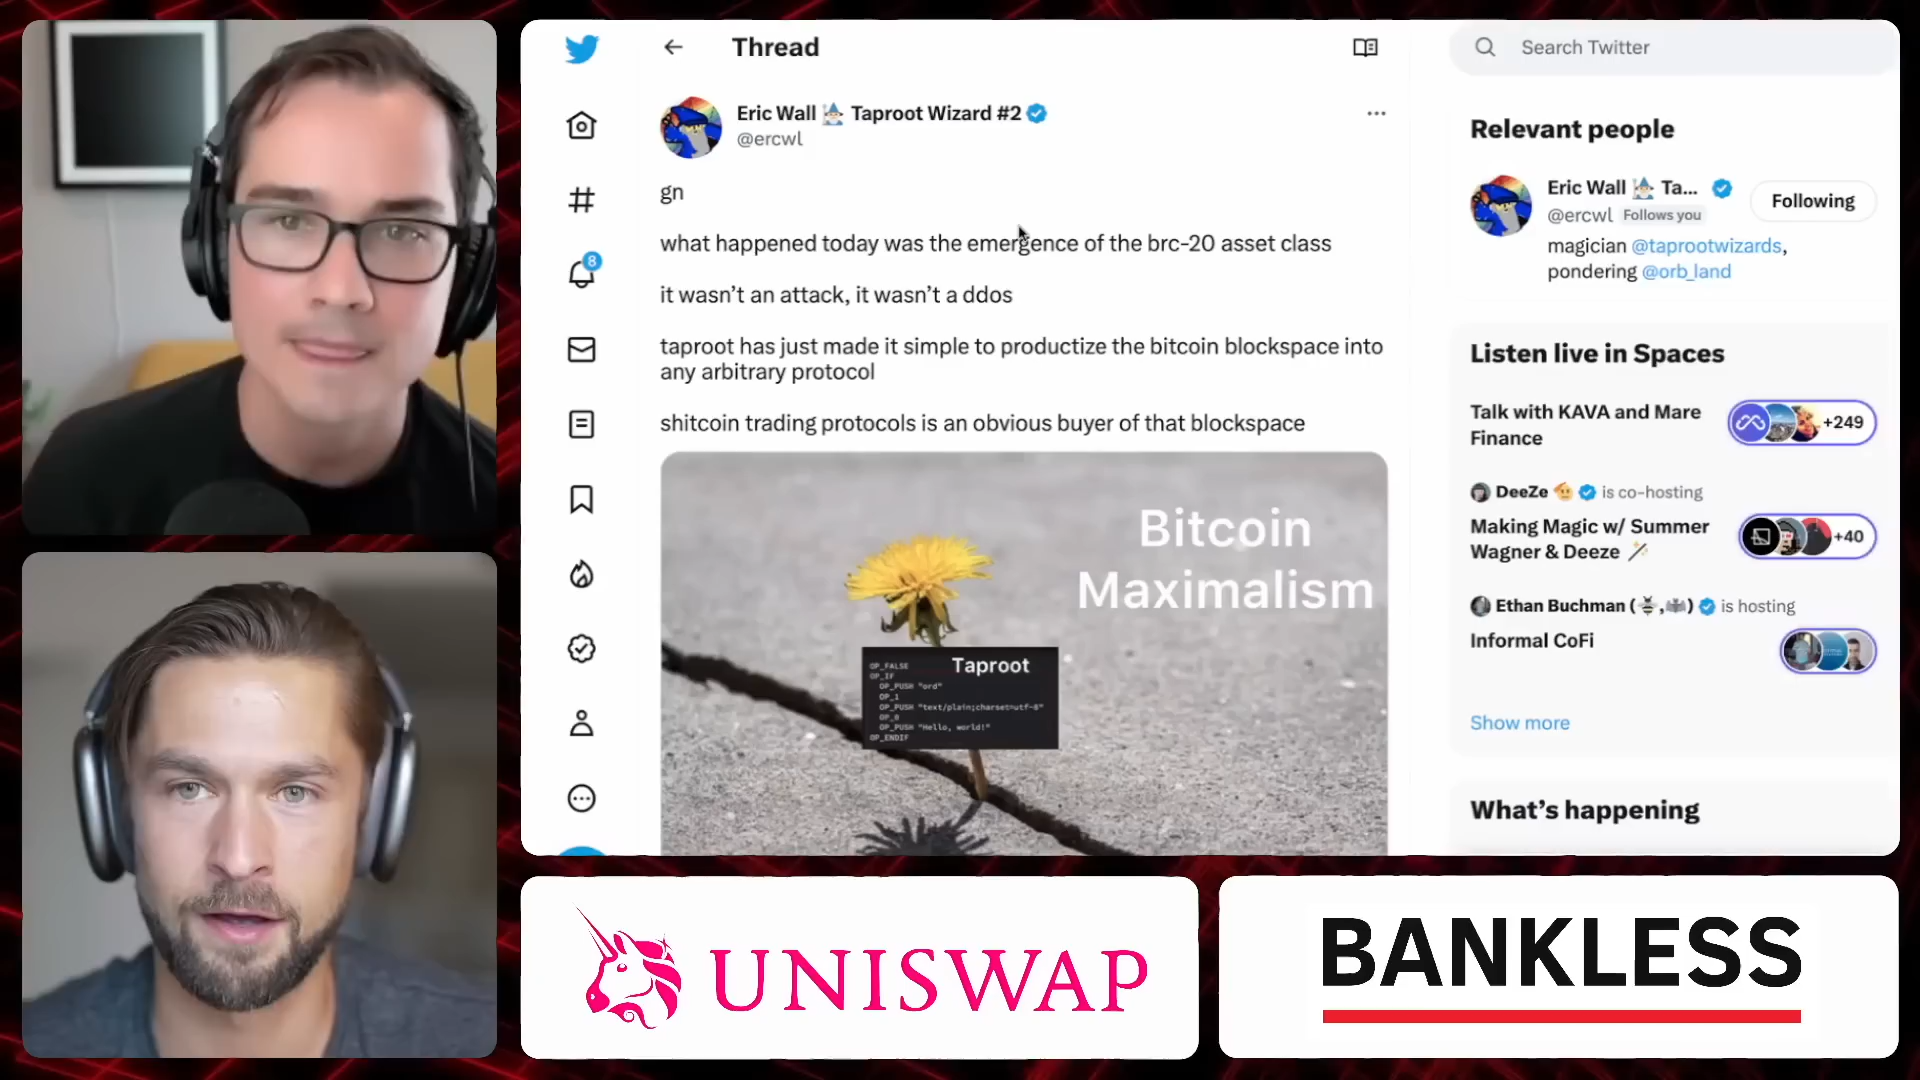 Thread
Search Twitter
Eric Wall 🧙🏻‍♂️ Taproot Wizard #2
@ercwl
gn
what happened today was the emergence of the brc-20 asset class
it wasn't an attack, it wasn't a ddos
taproot has just made it simple to productize the bitcoin blockspace into
any arbitrary protocol
shitcoin trading protocols is an obvious buyer of that blockspace
Bitcoin
Maximalism
Taproot
OP_FALSE
OP_IF
OP_PUSH "ord"
OP_1
OP_PUSH "text/plain;charset=utf-8"
OP_0
OP_PUSH "Hello, world!"
OP_ENDIF
8
Relevant people
Eric Wall 🧙🏻‍♂️ Ta...
Following
@ercwl Follows you
magician @taprootwizards,
pondering @orb_land
Listen live in Spaces
Talk with KAVA and Mare
Finance
+249
DeeZe 🫡 is co-hosting
Making Magic w/ Summer
Wagner & Deeze 🪄
+40
Ethan Buchman (🐝,🦇) is hosting
Informal CoFi
Show more
What's happening
UNISWAP
BANKLESS